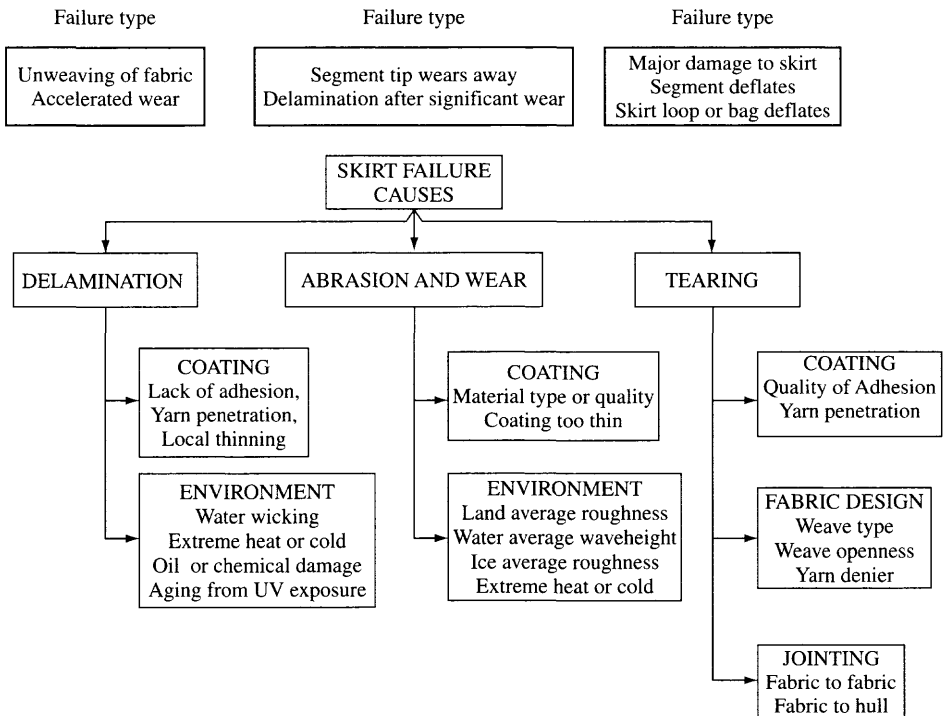 Failure type
Failure type
Failure type
Unweaving of fabric
Accelerated wear
Segment tip wears away
Delamination after significant wear
Major damage to skirt
Segment deflates
Skirt loop or bag deflates
SKIRT FAILURE
CAUSES
DELAMINATION
ABRASION AND WEAR
TEARING
COATING
Lack of adhesion,
Yarn penetration,
Local thinning
ENVIRONMENT
Water wicking
Extreme heat or cold
Oil or chemical damage
Aging from UV exposure
COATING
Material type or quality
Coating too thin
ENVIRONMENT
Land average roughness
Water average waveheight
Ice average roughness
Extreme heat or cold
COATING
Quality of Adhesion
Yarn penetration
FABRIC DESIGN
Weave type
Weave openness
Yarn denier
JOINTING
Fabric to fabric
Fabric to hull